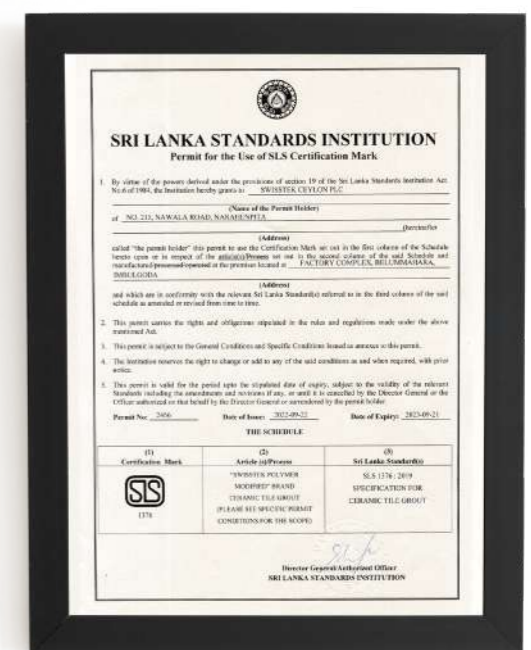 SRI LANKA STANDARDS INSTITUTION
Permit for the Use of SLS Certification Mark
1. By virtue of the powers derived under the provisions of section 19 of the Sri Lanka Standards Institution Act
No.6 of 1984, the Institution hereby grants to SWISSTEK CEYLON PLC
(Name of the Permit Holder)
of NO. 215, NAWALA ROAD, NARAHENPITA
(hereinafter
(Address)
called "the permit holder" this permit to use the Certification Mark set out in the first column of the Schedule
hereto upon or in respect of the article(s)/Process set out in the second column of the said Schedule and
manufactured/processed/operated at the premises located at FACTORY COMPLEX, BELUMMAHARA,
IMBULGODA
(Address)
and which are in conformity with the relevant Sri Lanka Standard(s) referred to in the third column of the said
schedule as amended or revised from time to time.
2. This permit carries the rights and obligations stipulated in the rules and regulations made under the above
mentioned Act.
3. This permit is subject to the General Conditions and Specific Conditions Issued as annexes to this permit.
4. The Institution reserves the right to change or add to any of the said conditions as and when required, with prior
notice.
5. This permit is valid for the period upto the stipulated date of expiry, subject to the validity of the relevant
Standards including the amendments and revisions if any, or until it is cancelled by the Director General or the
Officer authorized on that behalf by the Director General or surrendered by the permit holder
Permit No: 2466 Date of Issue: 2022-09-22 Date of Expiry: 2023-09-21
THE SCHEDULE
(1) (2) (3)
Certification Mark Article (s)/Process Sri Lanka Standard(s)
"SWISSTEK POLYMER SLS 1376 : 2019
MODIFIED" BRAND SPECIFICATION FOR
CERAMIC TILE GROUT CERAMIC TILE GROUT
(PLEASE SEE SPECIFIC PERMIT
CONDITIONS FOR THE SCOPE)
SLS
1376
Director General/Authorized Officer
SRI LANKA STANDARDS INSTITUTION